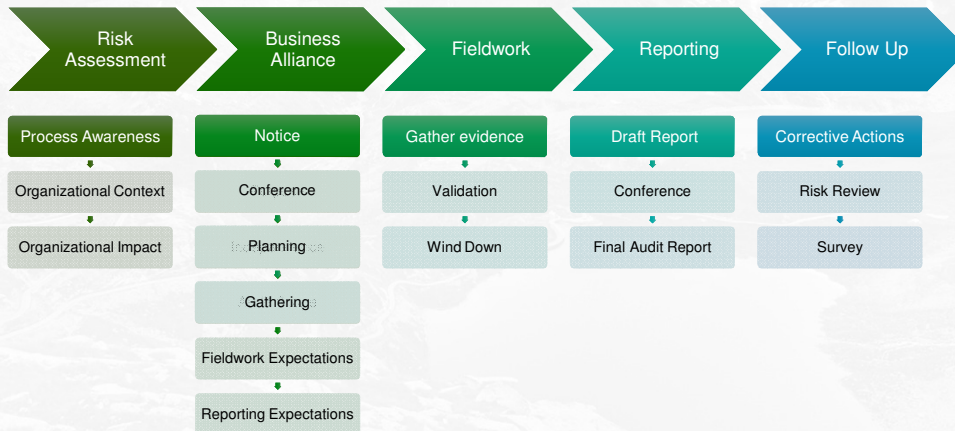 Risk
Assessment
Business
Alliance
Fieldwork
Reporting
Follow Up
Process Awareness
Organizational Context
Organizational Impact
Notice
Conference
Planning
Gathering
Fieldwork Expectations
Reporting Expectations
Gather evidence
Validation
Wind Down
Draft Report
Conference
Final Audit Report
Corrective Actions
Risk Review
Survey